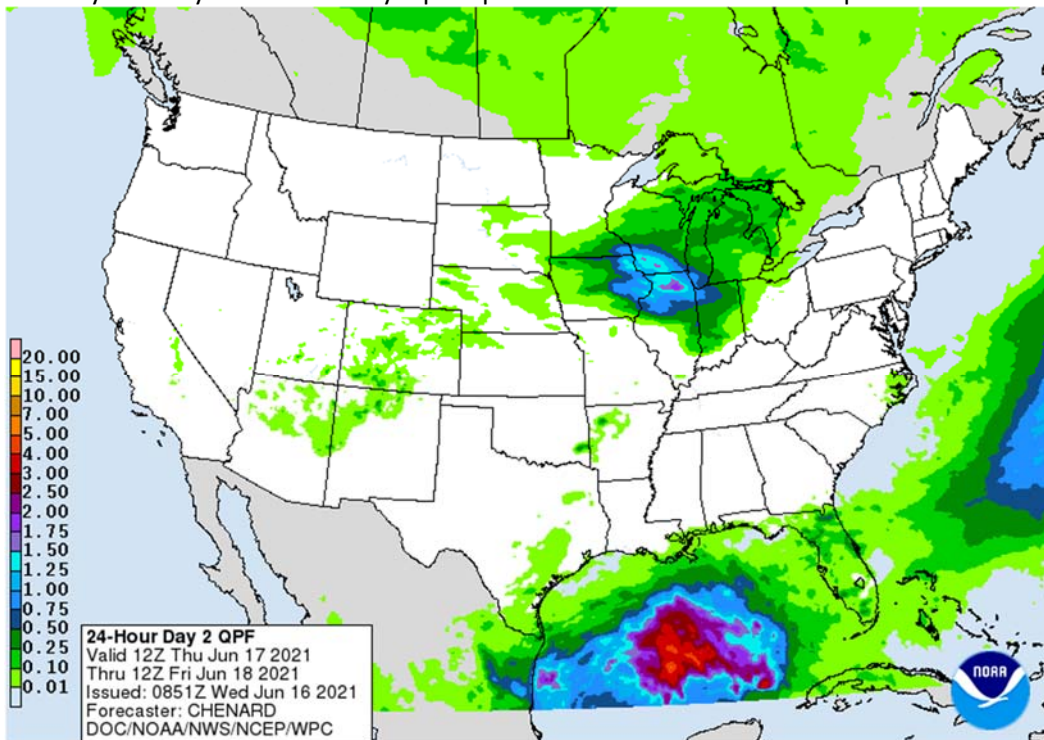 20.00
15.00
10.00
7.00
5.00
4.00
3.00
2.50
2.00
1.75
1.50
1.25
1.00
0.75
0.50
0.25
0.10
0.01
24-Hour Day 2 QPF
Valid 12Z Thu Jun 17 2021
Thru 12Z Fri Jun 18 2021
Issued: 0851Z Wed Jun 16 2021
Forecaster: CHENARD
DOC/NOAA/NWS/NCEP/WPC
NOAA